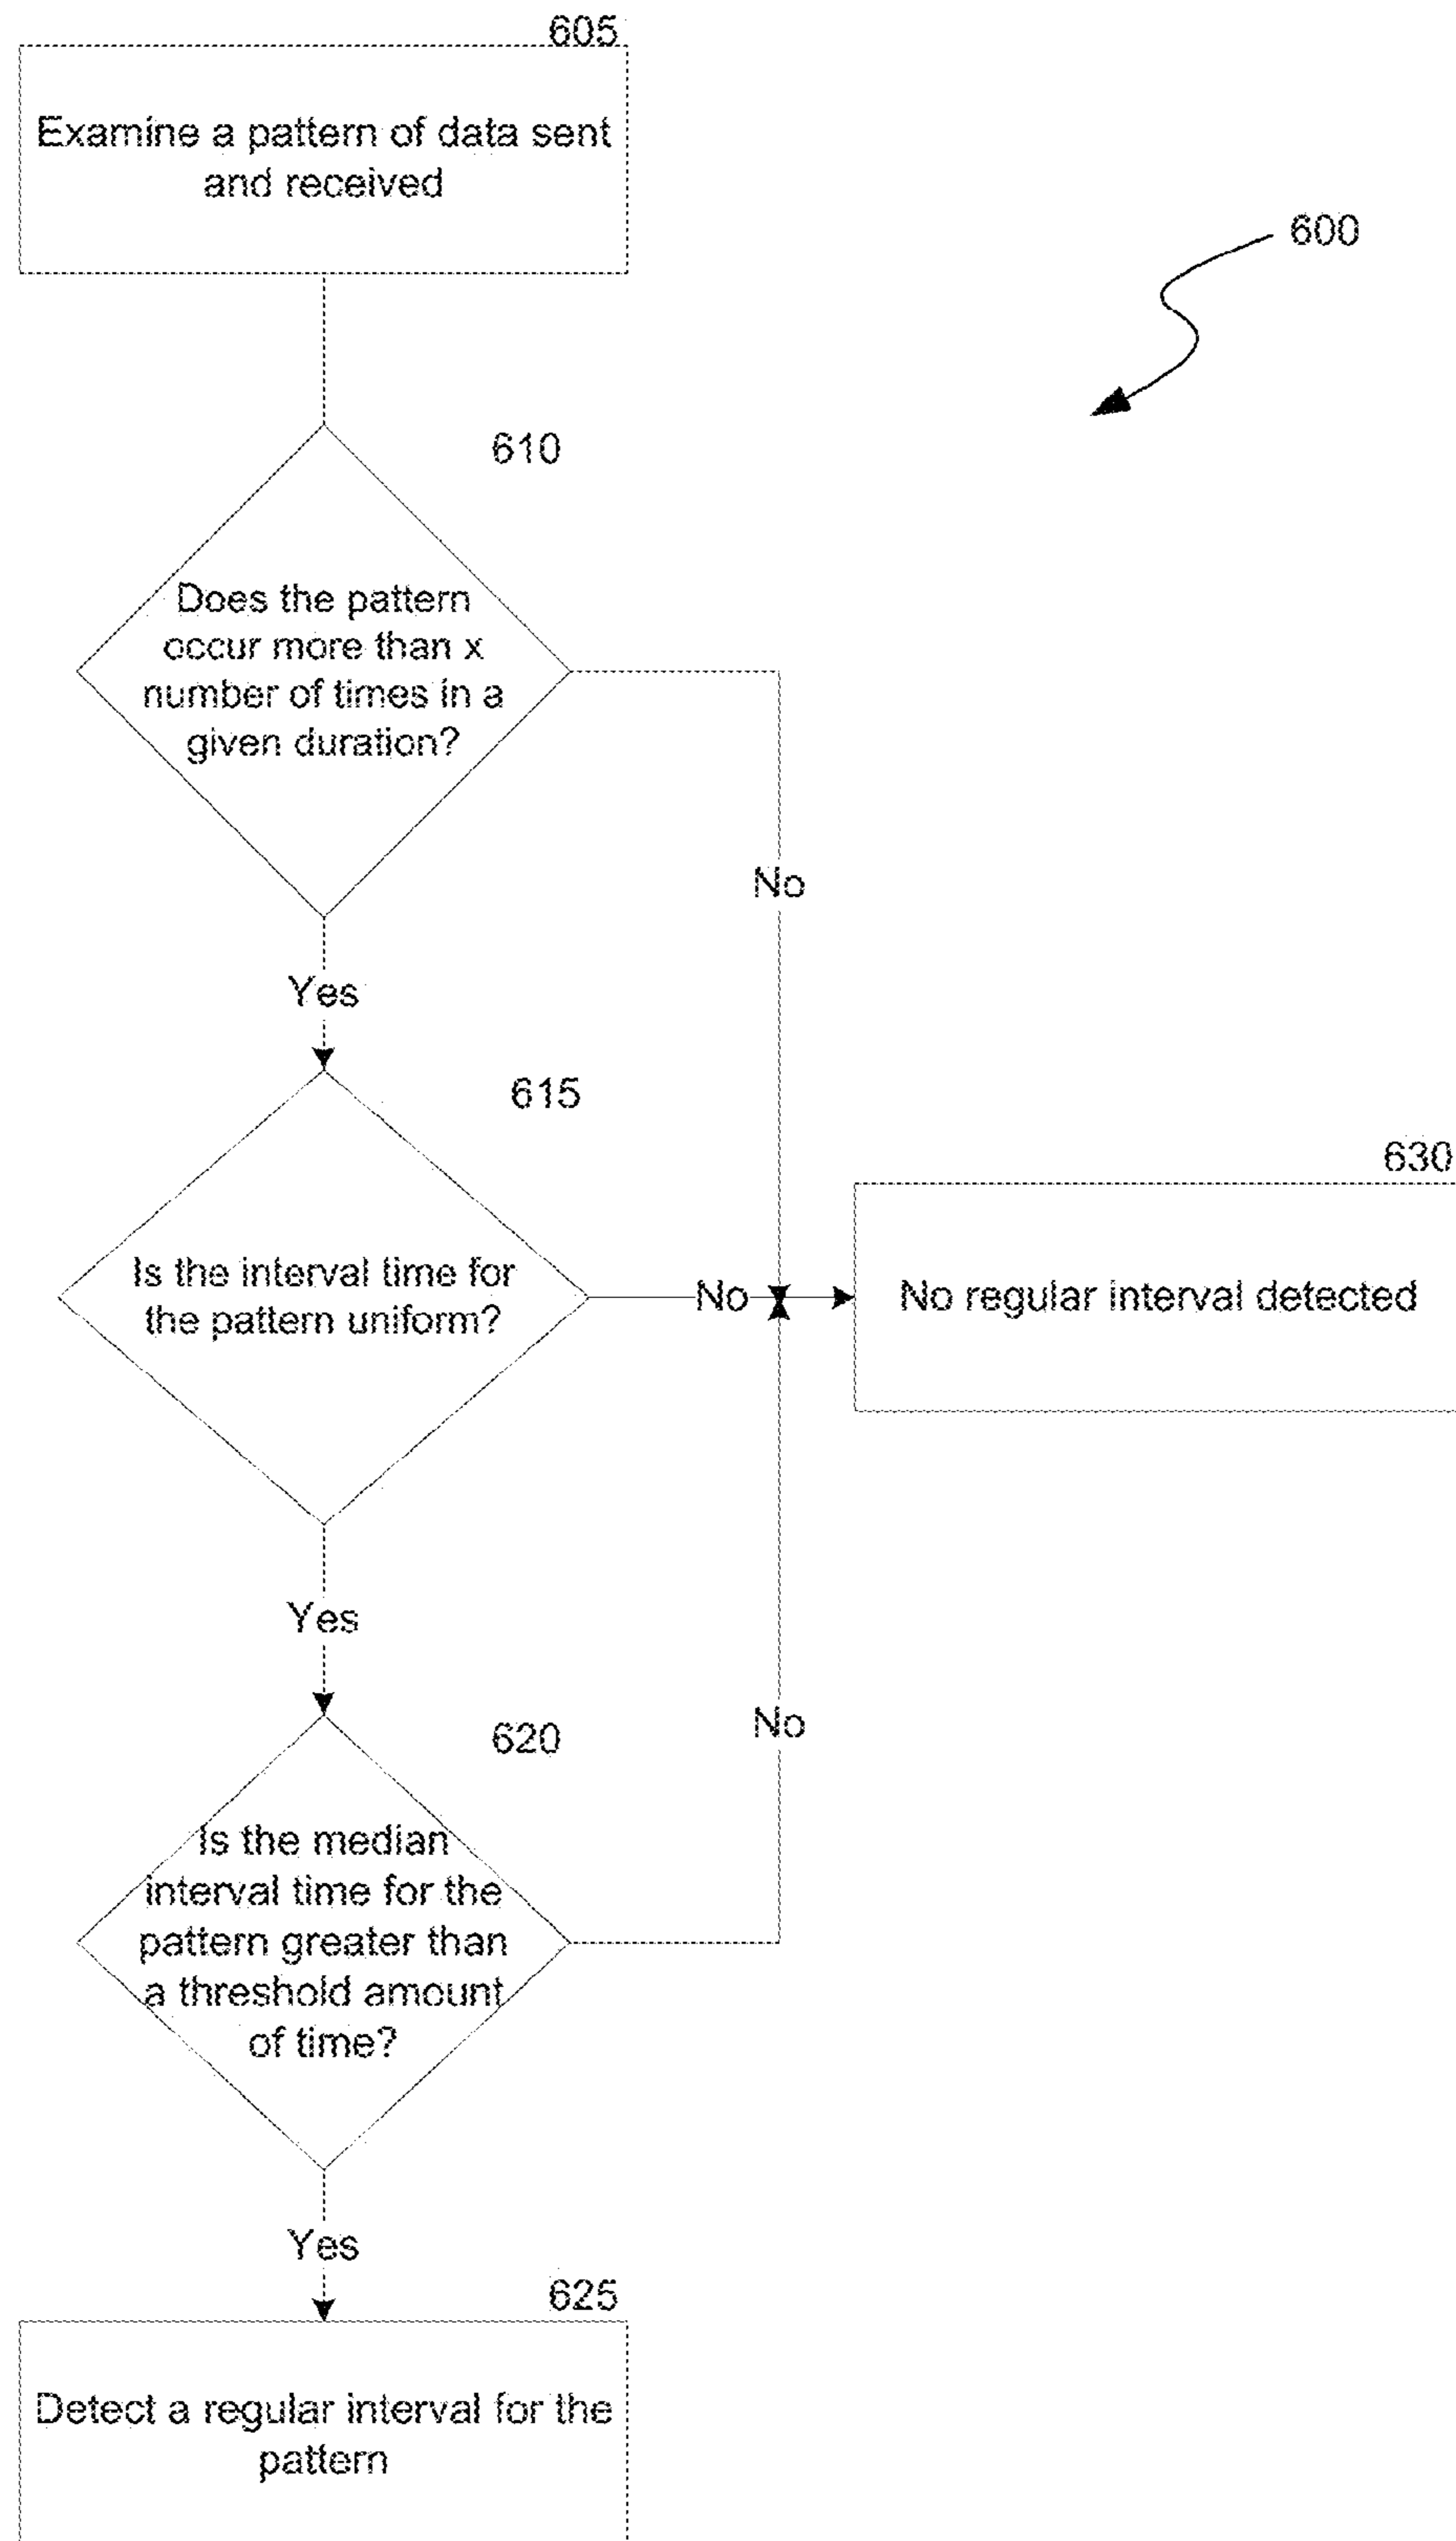 605
Examine a pattern of data sent
and received
600
610
Does the pattern
occur more than x
number of times in a
given duration?
No
Yes
615
Is the interval time for
the pattern uniform?
No
630
No regular interval detected
Yes
620
Is the median
interval time for the
pattern greater than
a threshold amount
of time?
No
Yes
625
Detect a regular interval for the
pattern